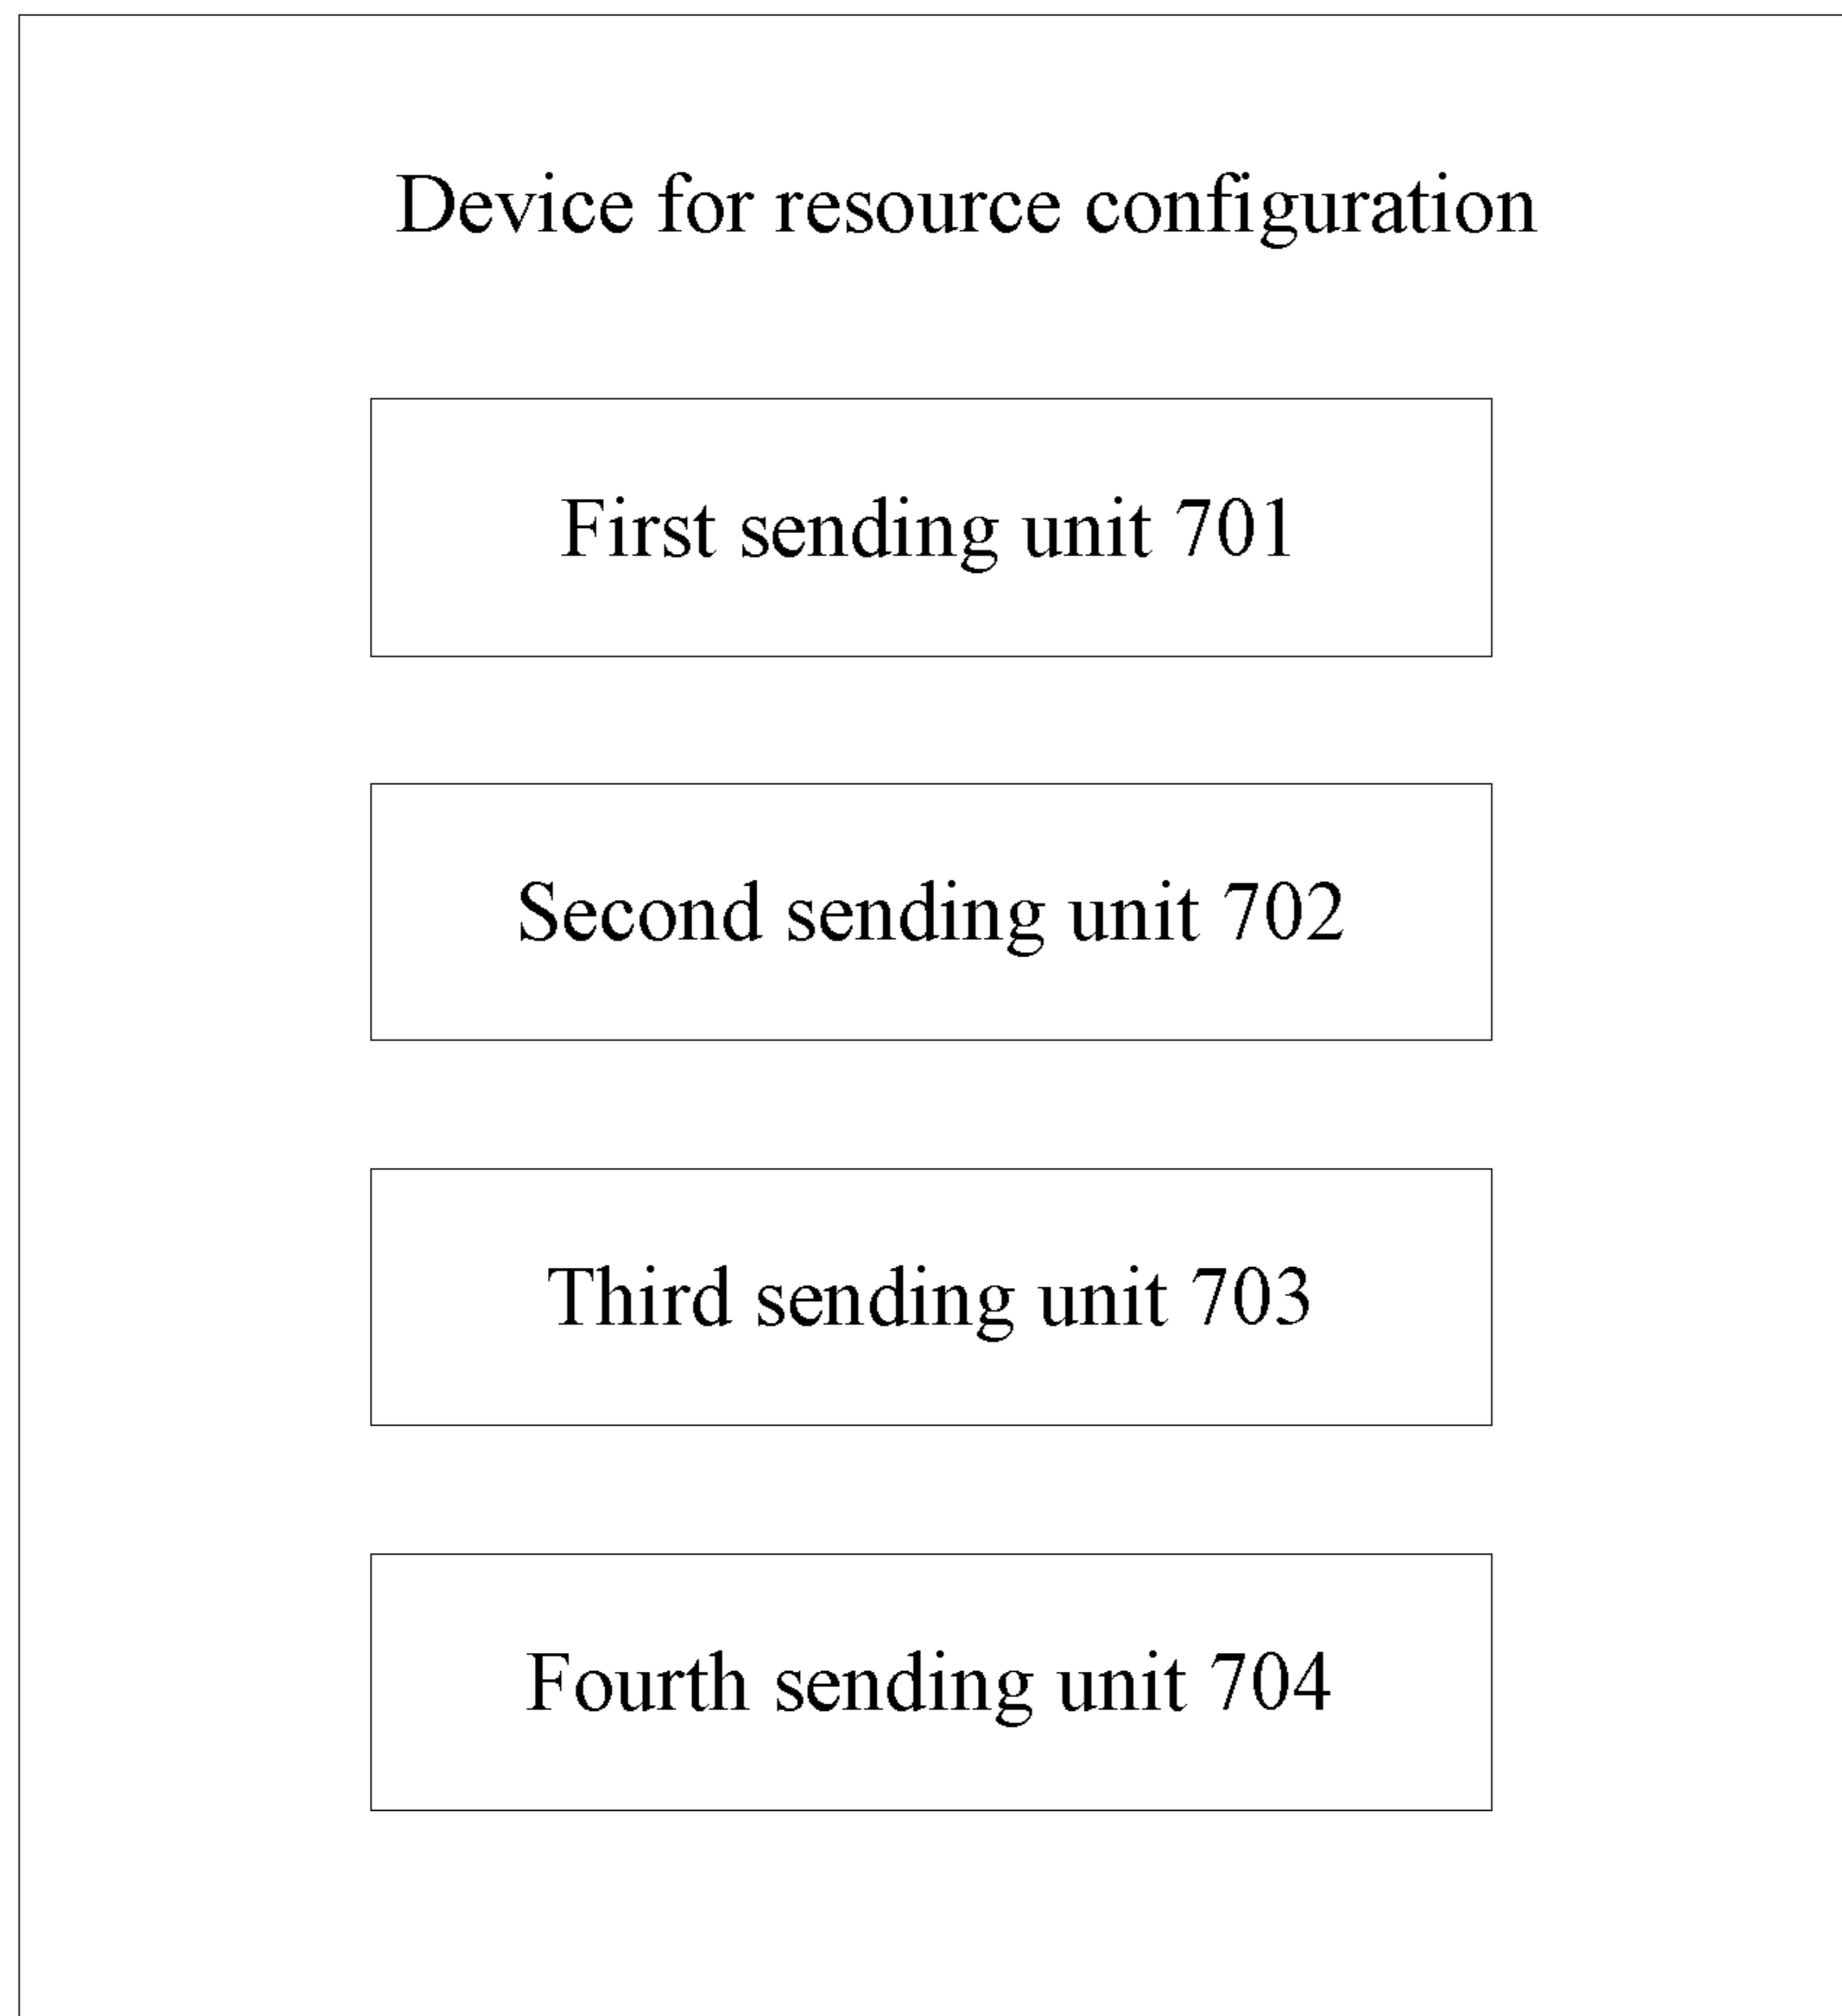 Device for resource configuration
First sending unit 701
Second sending unit 702
Third sending unit 703
Fourth sending unit 704